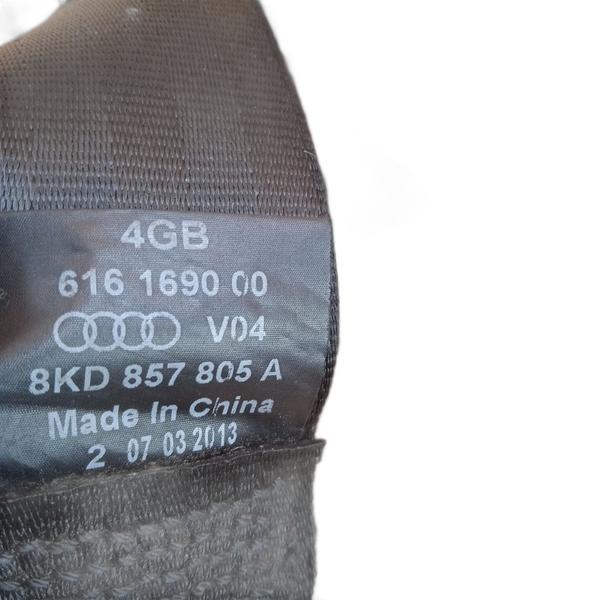 4GB
616 1690 00
V04
8KD 857 805 A
Made In China
2 07 03 2013